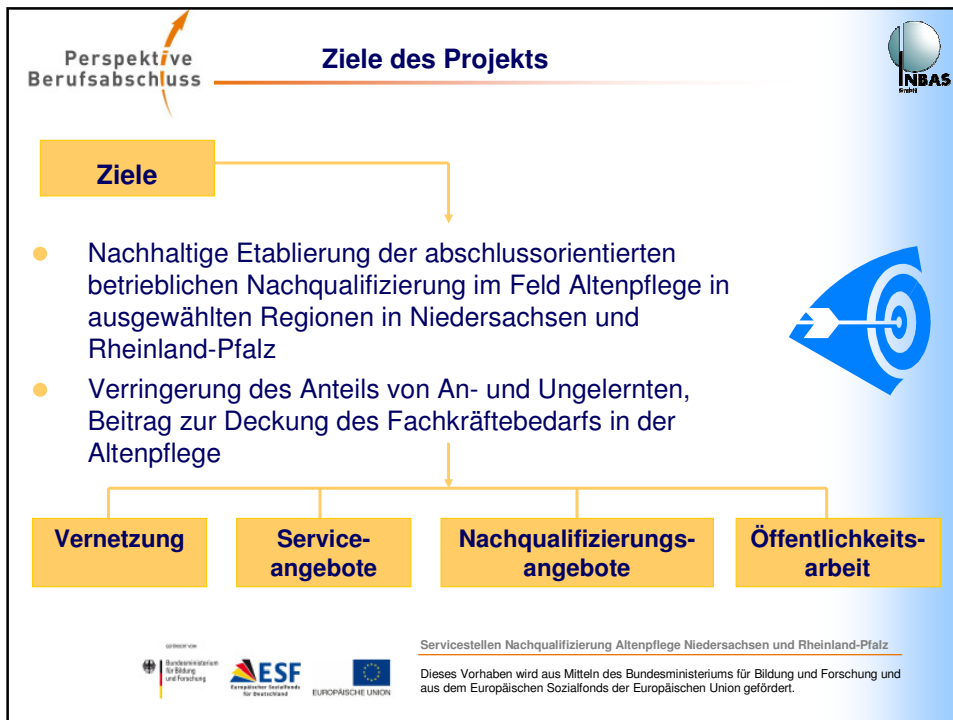 Perspektive
Berufsabschluss
Ziele des Projekts
INBAS
GmbH
Ziele
Nachhaltige Etablierung der abschlussorientierten
betrieblichen Nachqualifizierung im Feld Altenpflege in
ausgewählten Regionen in Niedersachsen und
Rheinland-Pfalz
Verringerung des Anteils von An- und Ungelernten,
Beitrag zur Deckung des Fachkräftebedarfs in der
Altenpflege
Vernetzung
Service-
angebote
Nachqualifizierungs-
angebote
Öffentlichkeits-
arbeit
GEFÖRDERT VOM
Bundesministerium
für Bildung
und Forschung
ESF
Europäischer Sozialfonds
für Deutschland
EUROPÄISCHE UNION
Servicestellen Nachqualifizierung Altenpflege Niedersachsen und Rheinland-Pfalz
Dieses Vorhaben wird aus Mitteln des Bundesministeriums für Bildung und Forschung und
aus dem Europäischen Sozialfonds der Europäischen Union gefördert.